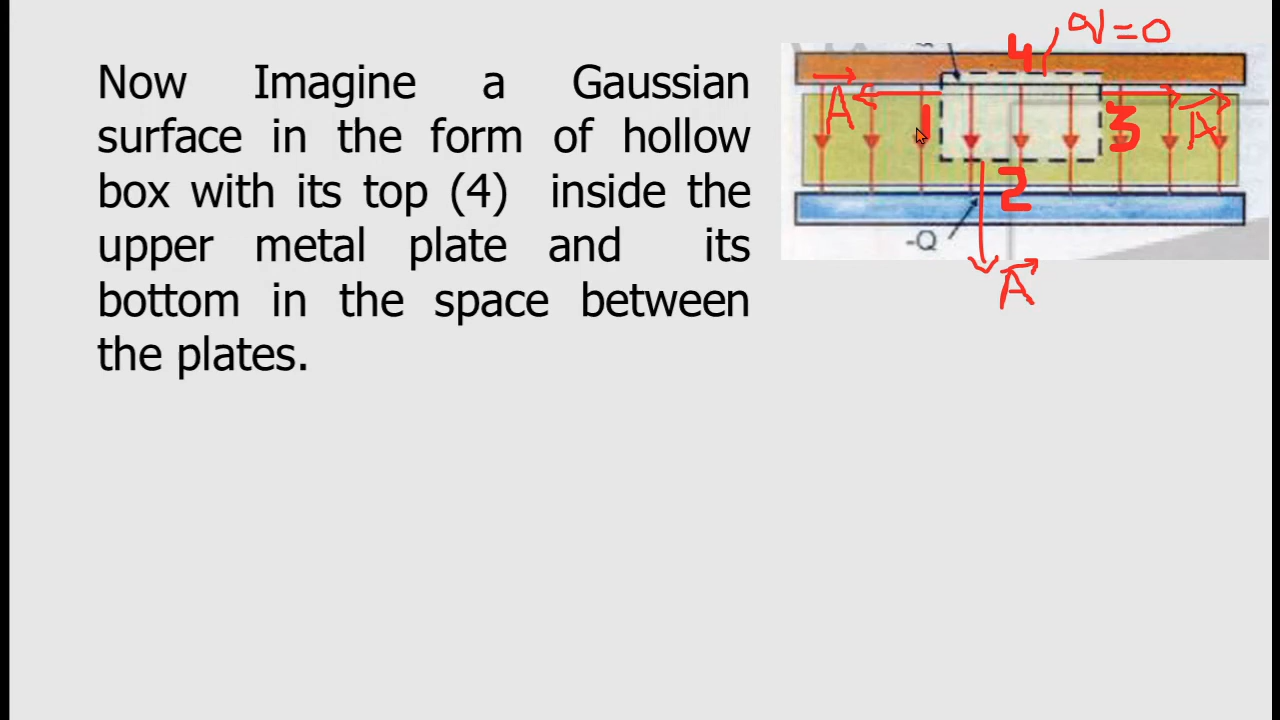 Now Imagine a Gaussian
surface in the form of hollow
box with its top (4) inside the
upper metal plate and its
bottom in the space between
the plates.
q=0
4
A
1
3
A
2
-Q
A